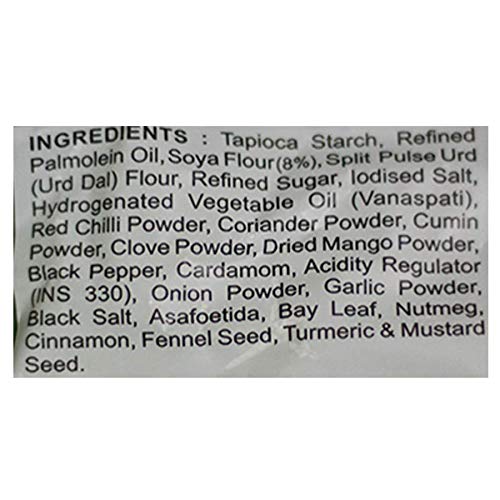 INGREDIENTS : Tapioca Starch, Refined
Palmolein Oil, Soya Flour(8%), Split Pulse Urd
(Urd Dal) Flour, Refined Sugar, Iodised Salt,
Hydrogenated Vegetable Oil (Vanaspati),
Red Chilli Powder, Coriander Powder, Cumin
Powder, Clove Powder, Dried Mango Powder,
Black Pepper, Cardamom, Acidity Regulator
(INS 330), Onion Powder, Garlic Powder,
Black Salt, Asafoetida, Bay Leaf, Nutmeg,
Cinnamon, Fennel Seed, Turmeric & Mustard
Seed.